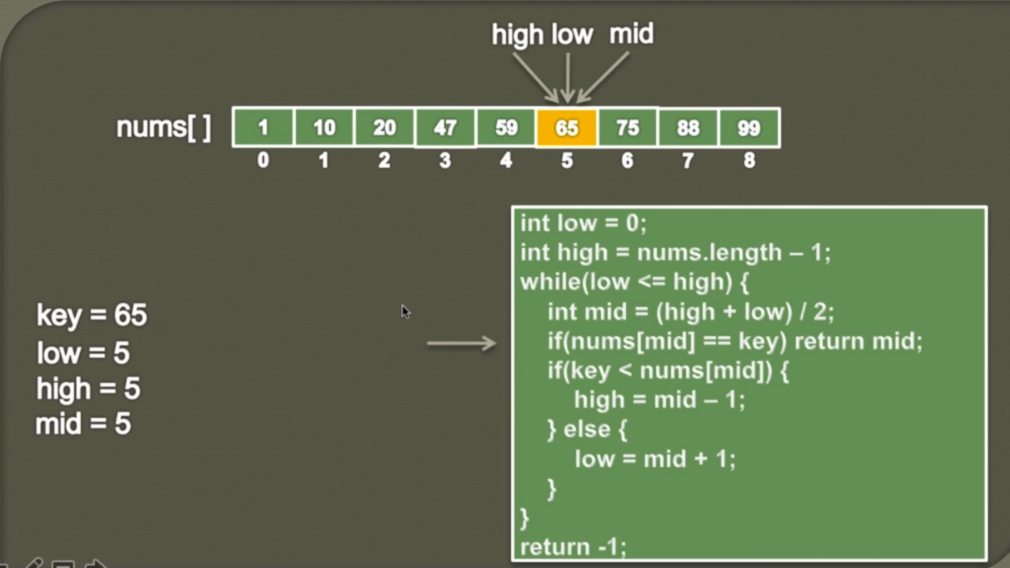 high low mid
nums[ ] 1 10 20 47 59 65 75 88 99
0 1 2 3 4 5 6 7 8
key = 65
low = 5
high = 5
mid = 5
int low = 0;
int high = nums.length – 1;
while(low <= high) {
int mid = (high + low) / 2;
if(nums[mid] == key) return mid;
if(key < nums[mid]) {
high = mid – 1;
} else {
low = mid + 1;
}
}
return -1;